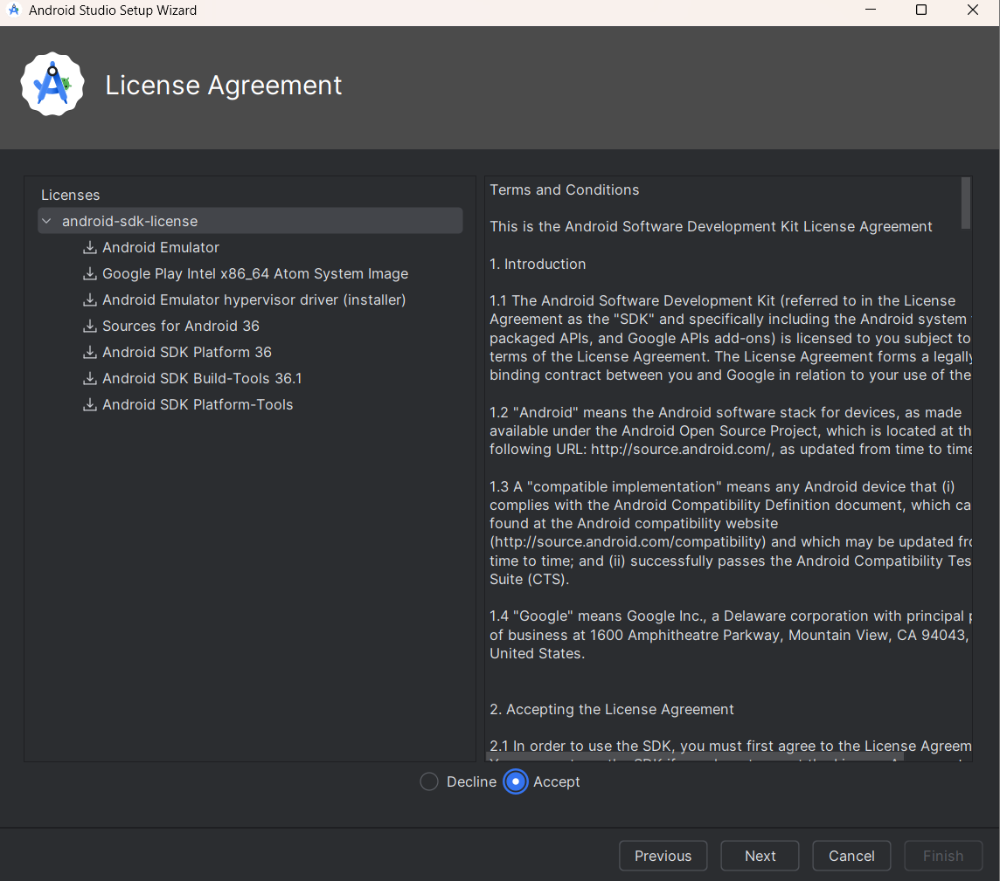 Android Studio Setup Wizard
License Agreement
Licenses
android-sdk-license
Android Emulator
Google Play Intel x86_64 Atom System Image
Android Emulator hypervisor driver (installer)
Sources for Android 36
Android SDK Platform 36
Android SDK Build-Tools 36.1
Android SDK Platform-Tools
Terms and Conditions
This is the Android Software Development Kit License Agreement
1. Introduction
1.1 The Android Software Development Kit (referred to in the License
Agreement as the "SDK" and specifically including the Android system
packaged APIs, and Google APIs add-ons) is licensed to you subject to
terms of the License Agreement. The License Agreement forms a legally
binding contract between you and Google in relation to your use of the
1.2 "Android" means the Android software stack for devices, as made
available under the Android Open Source Project, which is located at th
following URL: http://source.android.com/, as updated from time to time
1.3 A "compatible implementation" means any Android device that (i)
complies with the Android Compatibility Definition document, which ca
found at the Android compatibility website
(http://source.android.com/compatibility) and which may be updated fro
time to time; and (ii) successfully passes the Android Compatibility Tes
Suite (CTS).
1.4 "Google" means Google Inc., a Delaware corporation with principal p
of business at 1600 Amphitheatre Parkway, Mountain View, CA 94043,
United States.
2. Accepting the License Agreement
2.1 In order to use the SDK, you must first agree to the License Agreem
Decline
Accept
Previous
Next
Cancel
Finish